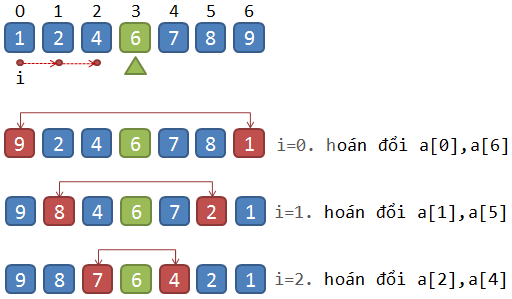 0 1 2 3 4 5 6
1 2 4 6 7 8 9
i
9 2 4 6 7 8 1 i=0. hoán đổi a[0],a[6]
9 8 4 6 7 2 1 i=1. hoán đổi a[1],a[5]
9 8 7 6 4 2 1 i=2. hoán đổi a[2],a[4]